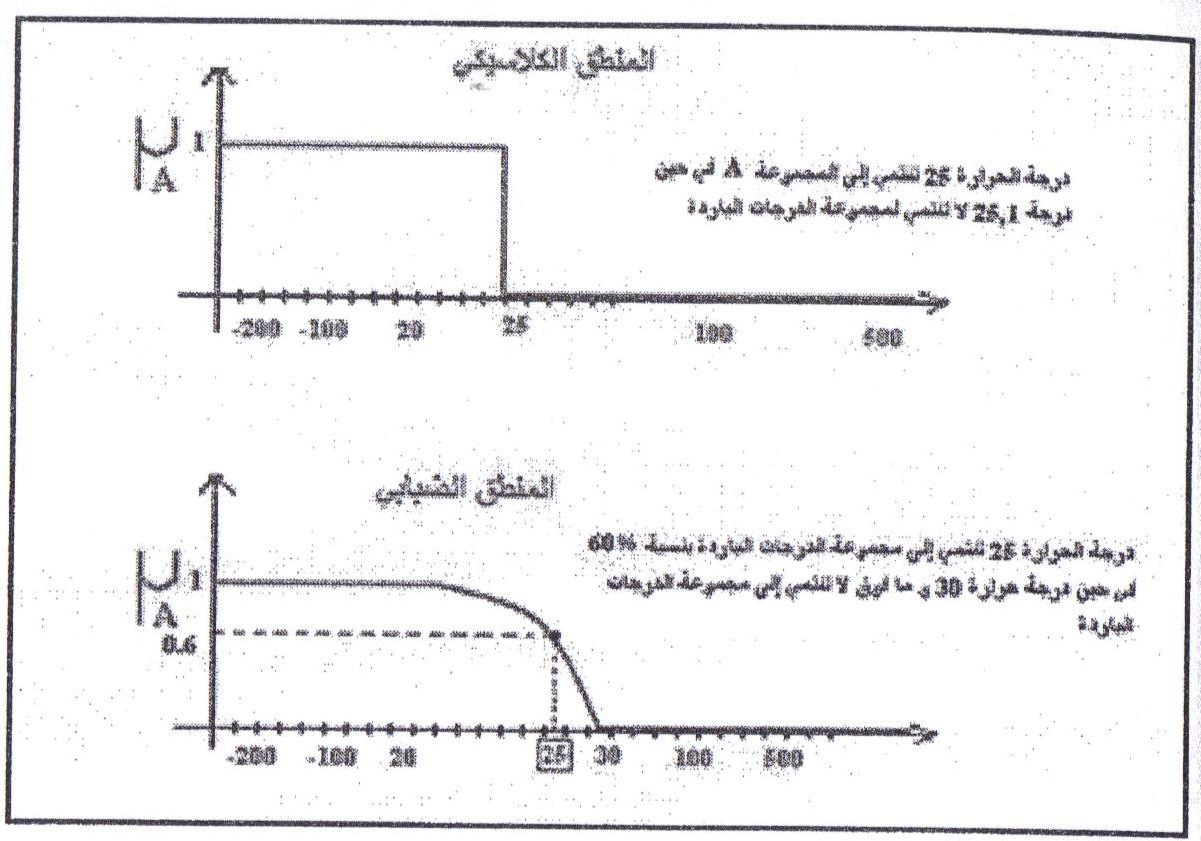 المنطق الكلاسيكي
μA
1
درجة الحرارة 25 تنتمي إلى المجموعة A في حين
درجة 25,1 لا تنتمي لمجموعة الدرجات الباردة
-200 -100 20 25 100 500
المنطق الضبابي
μA
1
0.6
درجة الحرارة 25 تنتمي إلى مجموعة الدرجات الباردة بنسبة 60%
في حين درجة حرارة 30 و ما فوق لا تنتمي إلى مجموعة الدرجات
الباردة
-200 -100 20 25 30 100 500